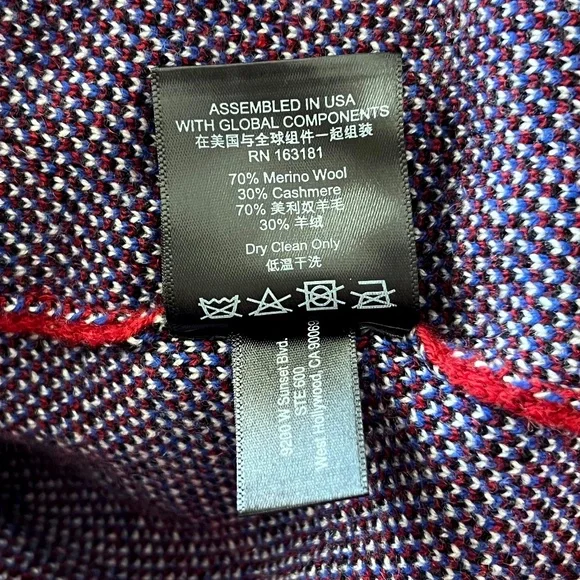 ASSEMBLED IN USA
WITH GLOBAL COMPONENTS
在美国与全球组件一起组装
RN 163181
70% Merino Wool
30% Cashmere
70% 美利奴羊毛
30% 羊绒
Dry Clean Only
低温干洗
9200 W Sunset Blvd.
STE 600
West Hollywood, CA 90069